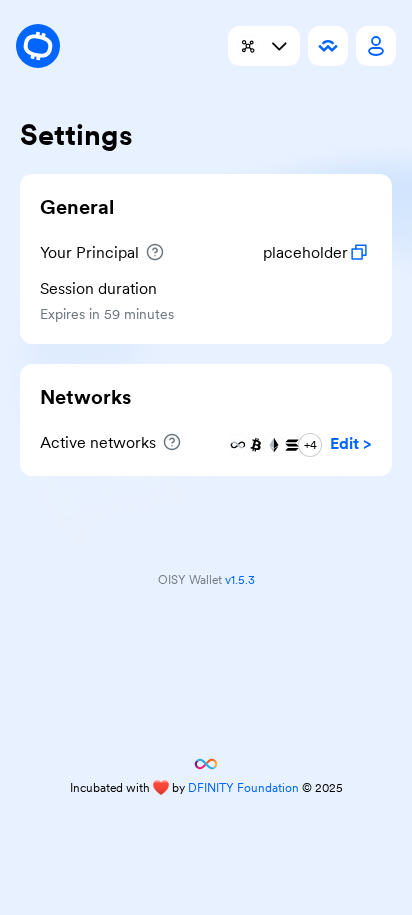 Settings
General
Your Principal placeholder
Session duration
Expires in 59 minutes
Networks
Active networks +4 Edit >
OISY Wallet v1.5.3
Incubated with ❤️ by DFINITY Foundation © 2025